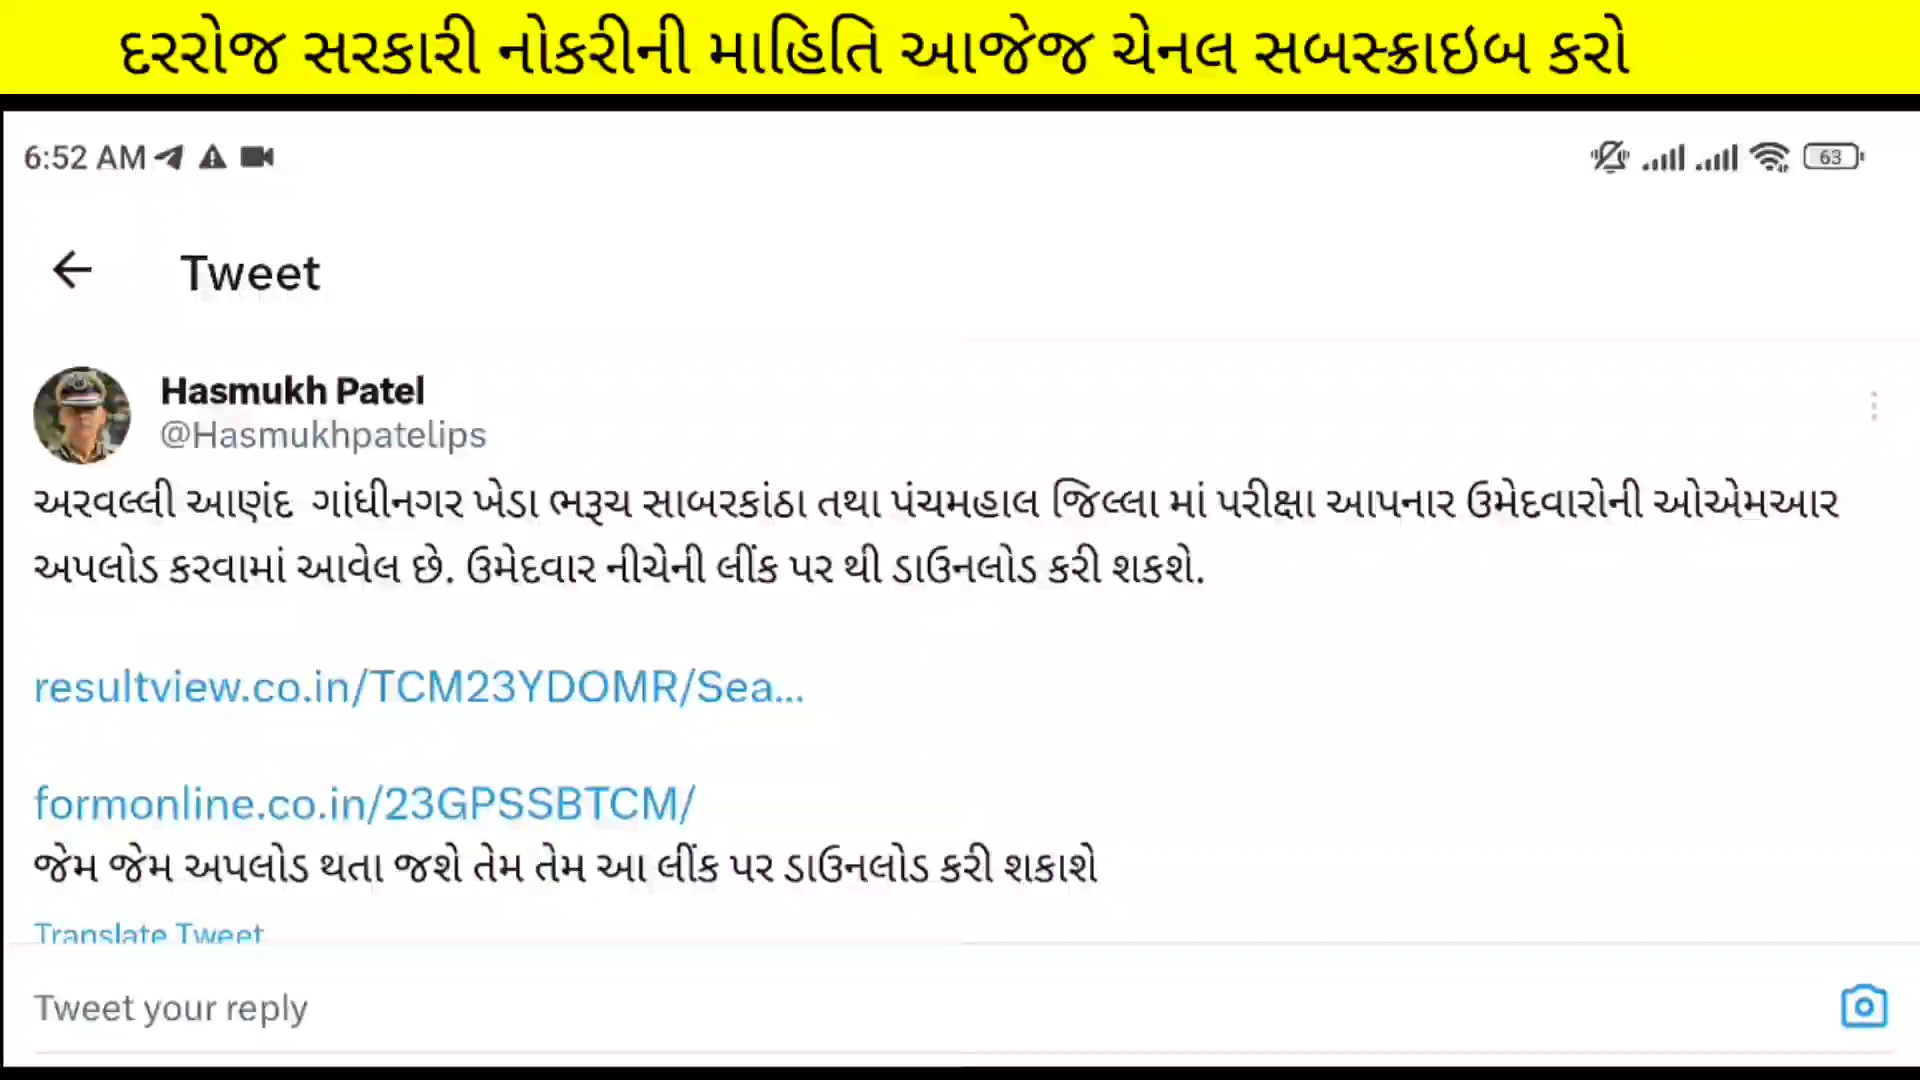 દરરોજ સરકારી નોકરીની માહિતિ આજેજ ચેનલ સબસ્ક્રાઇબ કરો
6:52 AM
63
Tweet
Hasmukh Patel
@Hasmukhpatelips
અરવલ્લી આણંદ ગાંધીનગર ખેડા ભરૂચ સાબરકાંઠા તથા પંચમહાલ જિલ્લા માં પરીક્ષા આપનાર ઉમેદવારોની ઓએમઆર
અપલોડ કરવામાં આવેલ છે. ઉમેદવાર નીચેની લીંક પર થી ડાઉનલોડ કરી શકશે.
resultview.co.in/TCM23YDOMR/Sea...
formonline.co.in/23GPSSBTCM/
જેમ જેમ અપલોડ થતા જશે તેમ તેમ આ લીંક પર ડાઉનલોડ કરી શકાશે
Translate Tweet
Tweet your reply